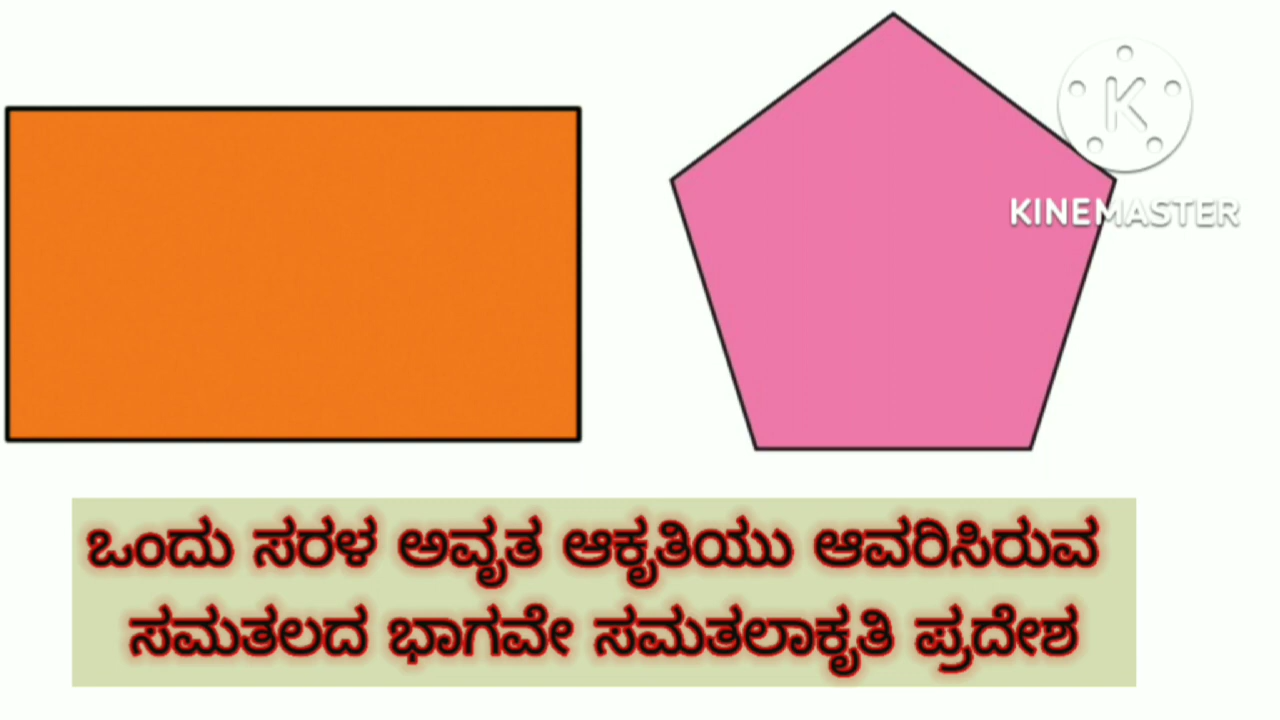 K
KINEMASTER
ಒಂದು ಸರಳ ಅವೃತ ಆಕೃತಿಯು ಆವರಿಸಿರುವ
ಸಮತಲದ ಭಾಗವೇ ಸಮತಲಾಕೃತಿ ಪ್ರದೇಶ